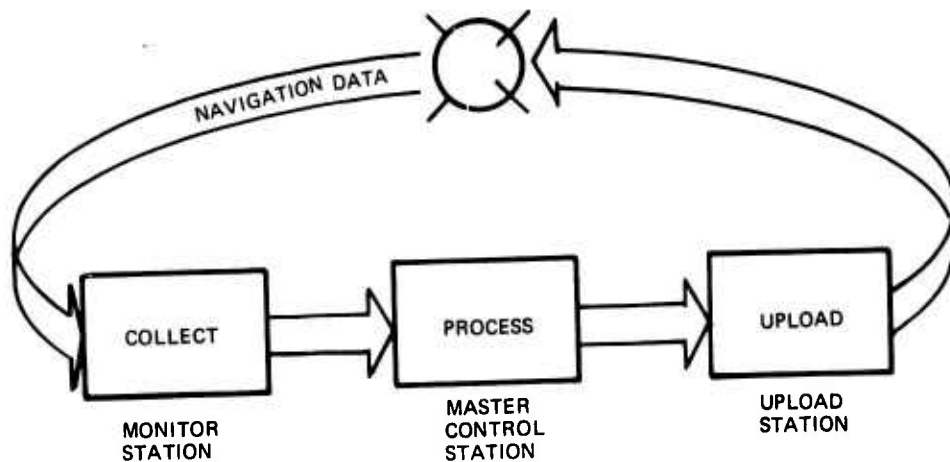 NAVIGATION DATA
COLLECT
PROCESS
UPLOAD
MONITOR
STATION
MASTER
CONTROL
STATION
UPLOAD
STATION